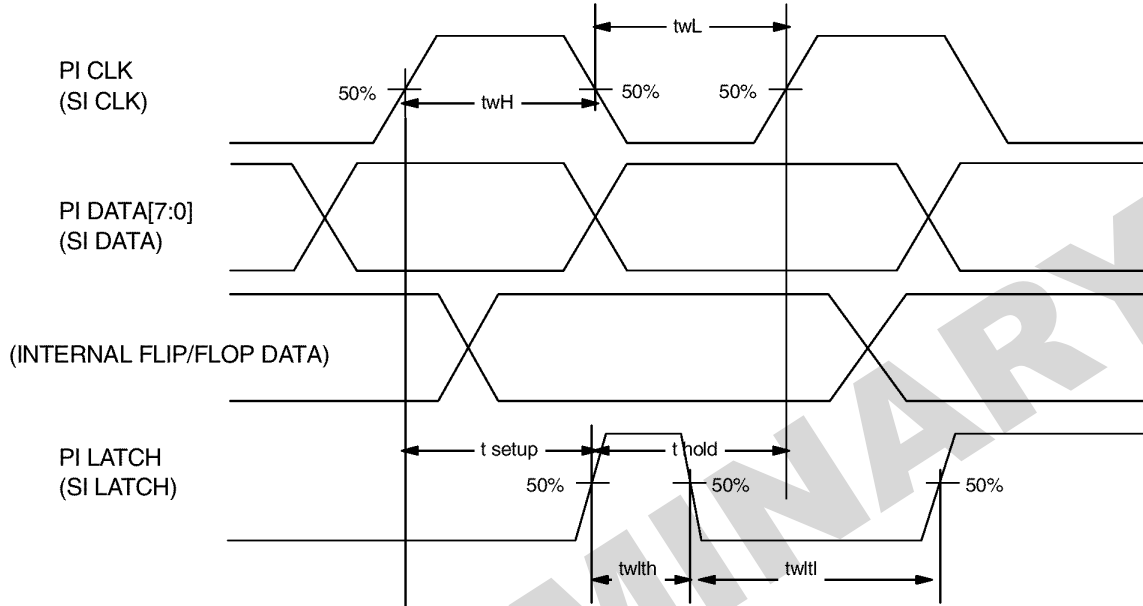 twL
PI CLK
(SI CLK)
50%
50%
50%
twH
PI DATA[7:0]
(SI DATA)
(INTERNAL FLIP/FLOP DATA)
PI LATCH
(SI LATCH)
t setup
t hold
50%
50%
50%
twlth
twltl
MINARY